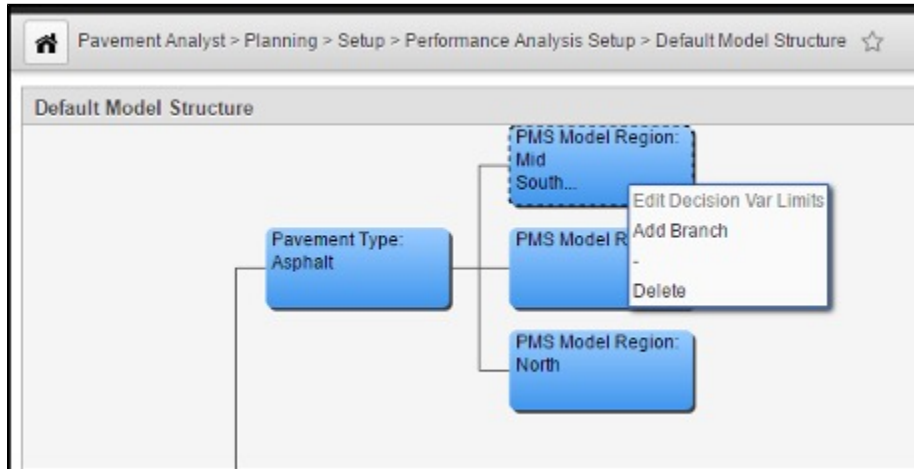 Pavement Analyst > Planning > Setup > Performance Analysis Setup > Default Model Structure
Default Model Structure
PMS Model Region:
Mid
South...
Edit Decision Var Limits
Add Branch
-
Delete
Pavement Type:
Asphalt
PMS Model R
PMS Model Region:
North